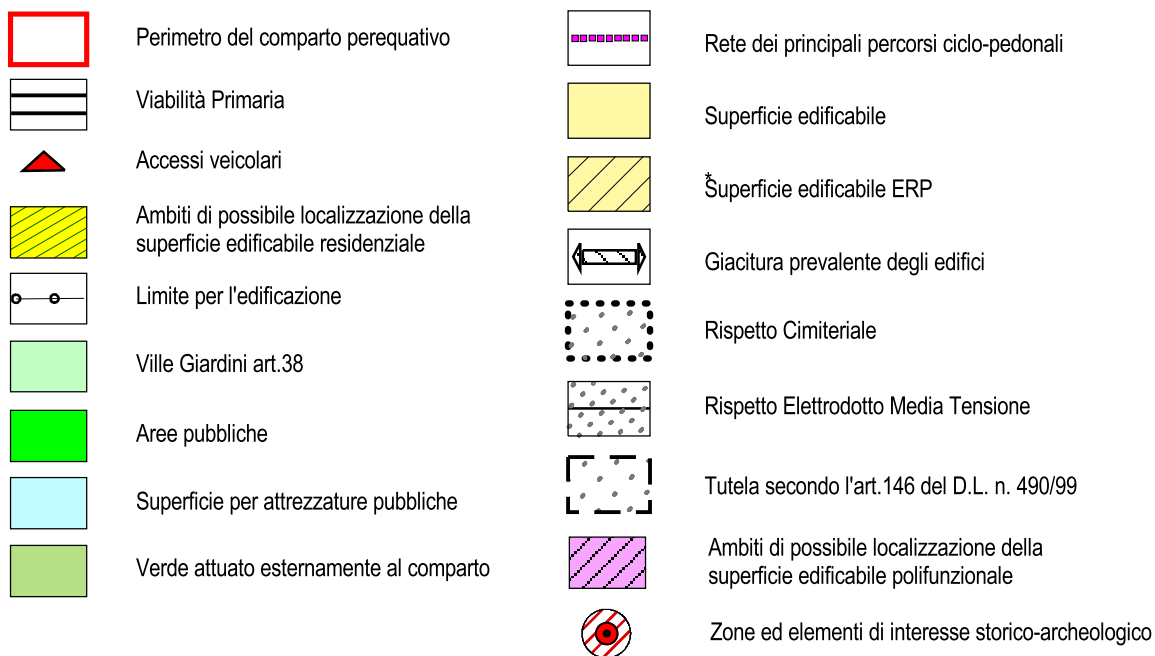 Perimetro del comparto perequativo
Viabilità Primaria
Accessi veicolari
Ambiti di possibile localizzazione della
superficie edificabile residenziale
Limite per l'edificazione
Ville Giardini art.38
Aree pubbliche
Superficie per attrezzature pubbliche
Verde attuato esternamente al comparto
Rete dei principali percorsi ciclo-pedonali
Superficie edificabile
*
Superficie edificabile ERP
Giacitura prevalente degli edifici
Rispetto Cimiteriale
Rispetto Elettrodotto Media Tensione
Tutela secondo l'art.146 del D.L. n. 490/99
Ambiti di possibile localizzazione della
superficie edificabile polifunzionale
Zone ed elementi di interesse storico-archeologico